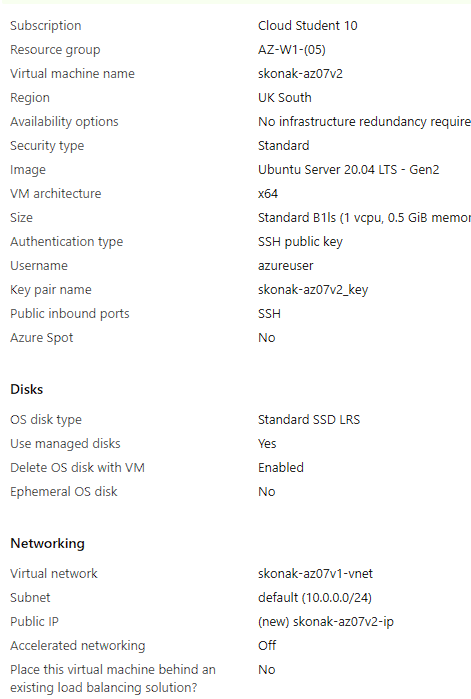 Subscription Cloud Student 10
Resource group AZ-W1-(05)
Virtual machine name skonak-az07v2
Region UK South
Availability options No infrastructure redundancy require
Security type Standard
Image Ubuntu Server 20.04 LTS - Gen2
VM architecture x64
Size Standard B1ls (1 vcpu, 0.5 GiB memor
Authentication type SSH public key
Username azureuser
Key pair name skonak-az07v2_key
Public inbound ports SSH
Azure Spot No
Disks
OS disk type Standard SSD LRS
Use managed disks Yes
Delete OS disk with VM Enabled
Ephemeral OS disk No
Networking
Virtual network skonak-az07v1-vnet
Subnet default (10.0.0.0/24)
Public IP (new) skonak-az07v2-ip
Accelerated networking Off
Place this virtual machine behind an No
existing load balancing solution?